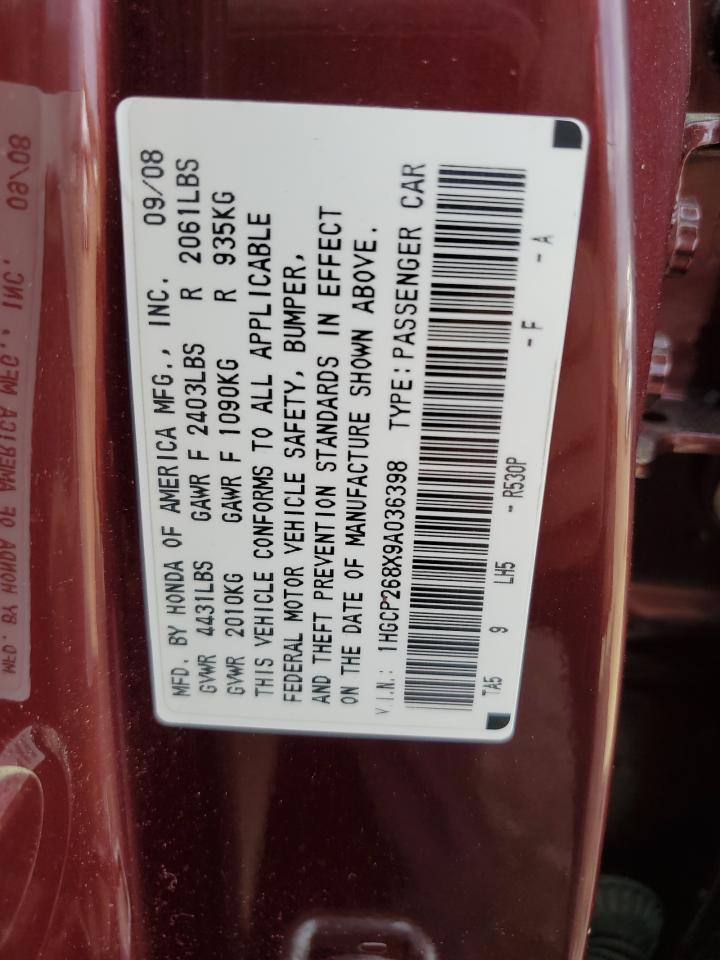 MFD. BY HONDA OF AMERICA MFG., INC. 09/08
GVWR 4431LBS GAWR F 2403LBS R 2061LBS
GVWR 2010KG GAWR F 1090KG R 935KG
THIS VEHICLE CONFORMS TO ALL APPLICABLE
FEDERAL MOTOR VEHICLE SAFETY, BUMPER,
AND THEFT PREVENTION STANDARDS IN EFFECT
ON THE DATE OF MANUFACTURE SHOWN ABOVE.
V.I.N.: 1HGCP268X9A036398 TYPE:PASSENGER CAR
TA5 9 LH5 - R530P - F - A